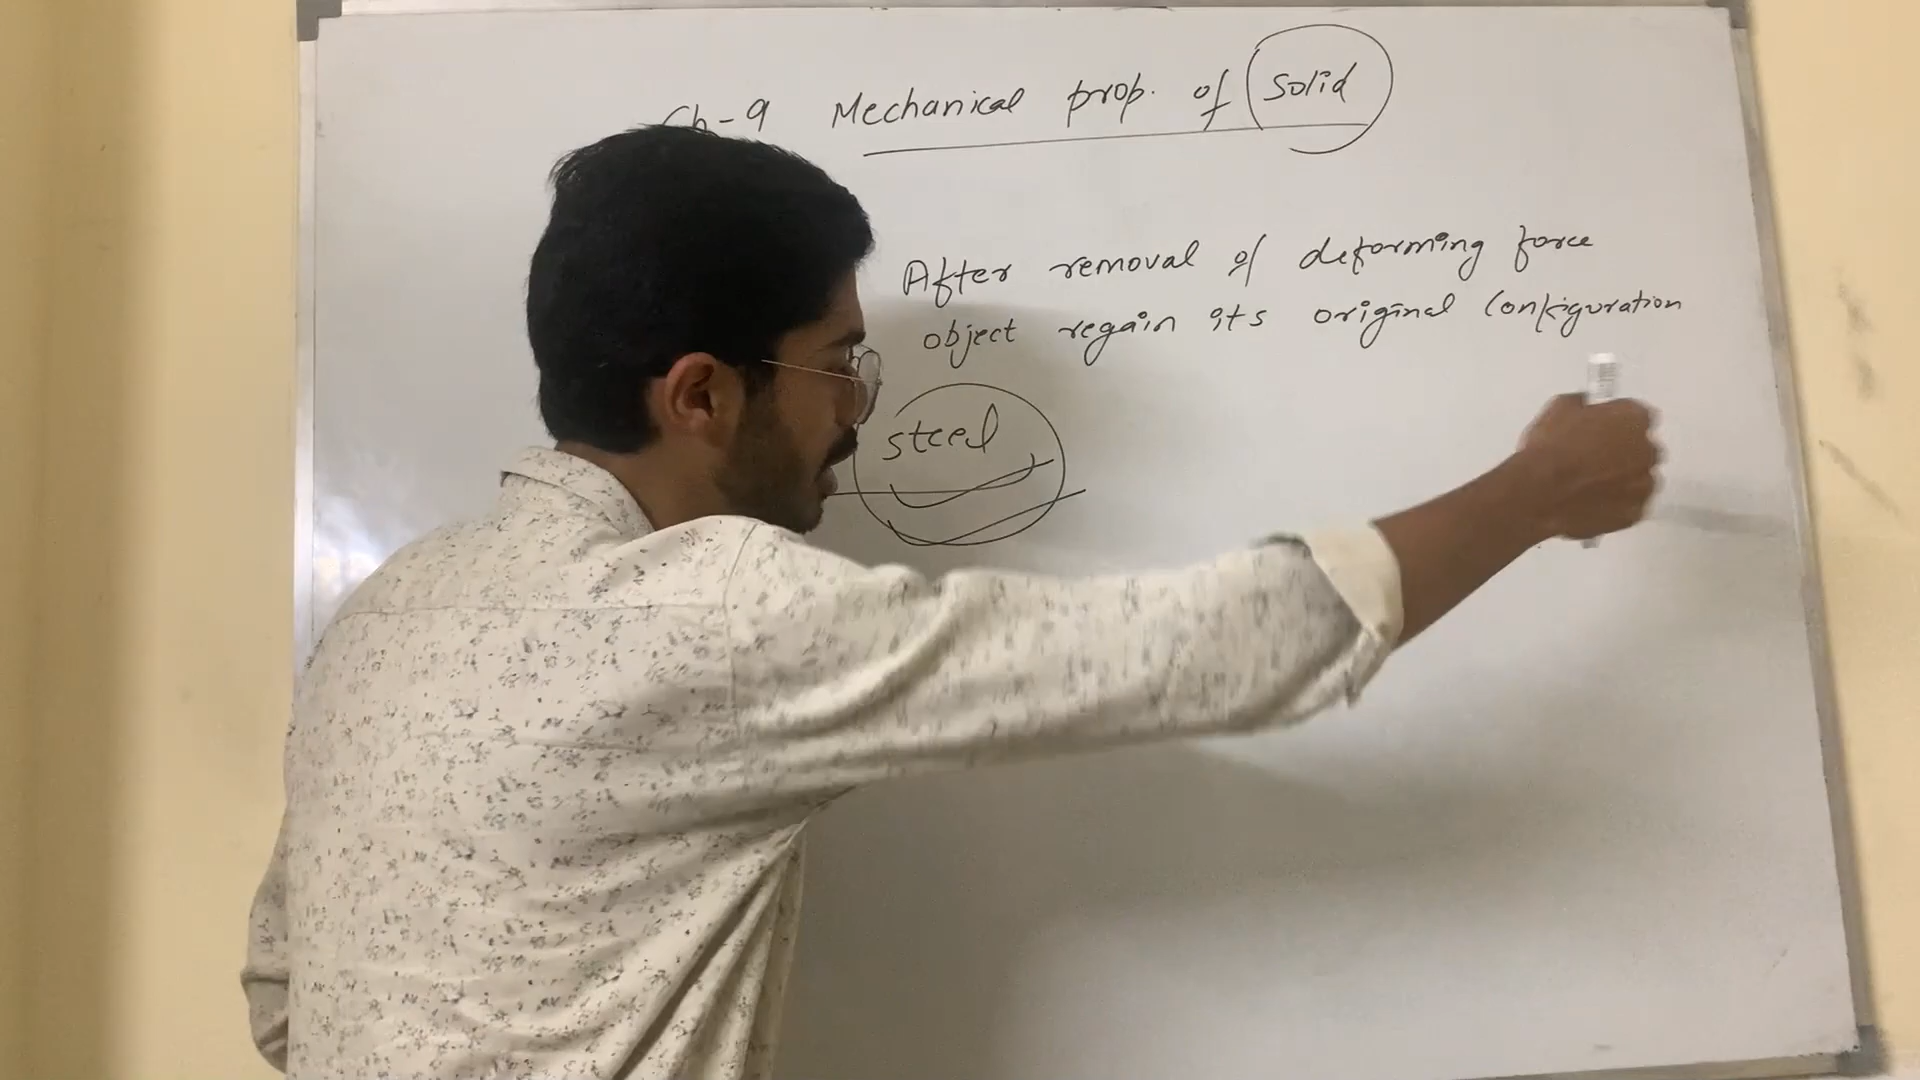 Ch-9 Mechanical prop. of Solid
After removal of deforming force
object regain its original Configuration
steel